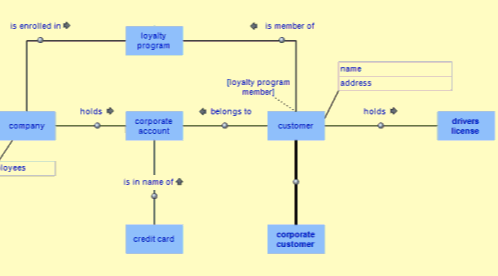 is enrolled in
is member of
loyalty
program
name
[loyalty program
member]
address
holds
belongs to
holds
company
corporate
account
customer
drivers
license
loyees
is in name of
credit card
corporate
customer